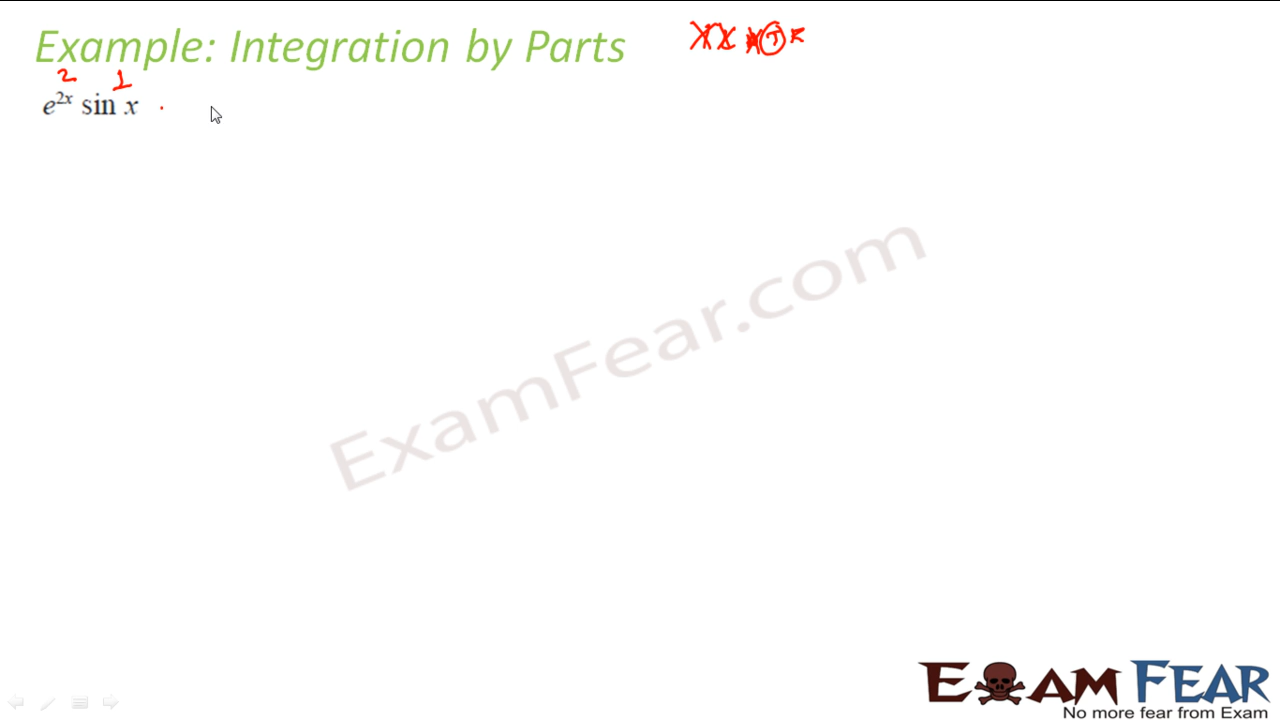 Example: Integration by Parts
2 1
e^{2x} sin x .
ExamFear.com
EXAM FEAR
No more fear from Exam